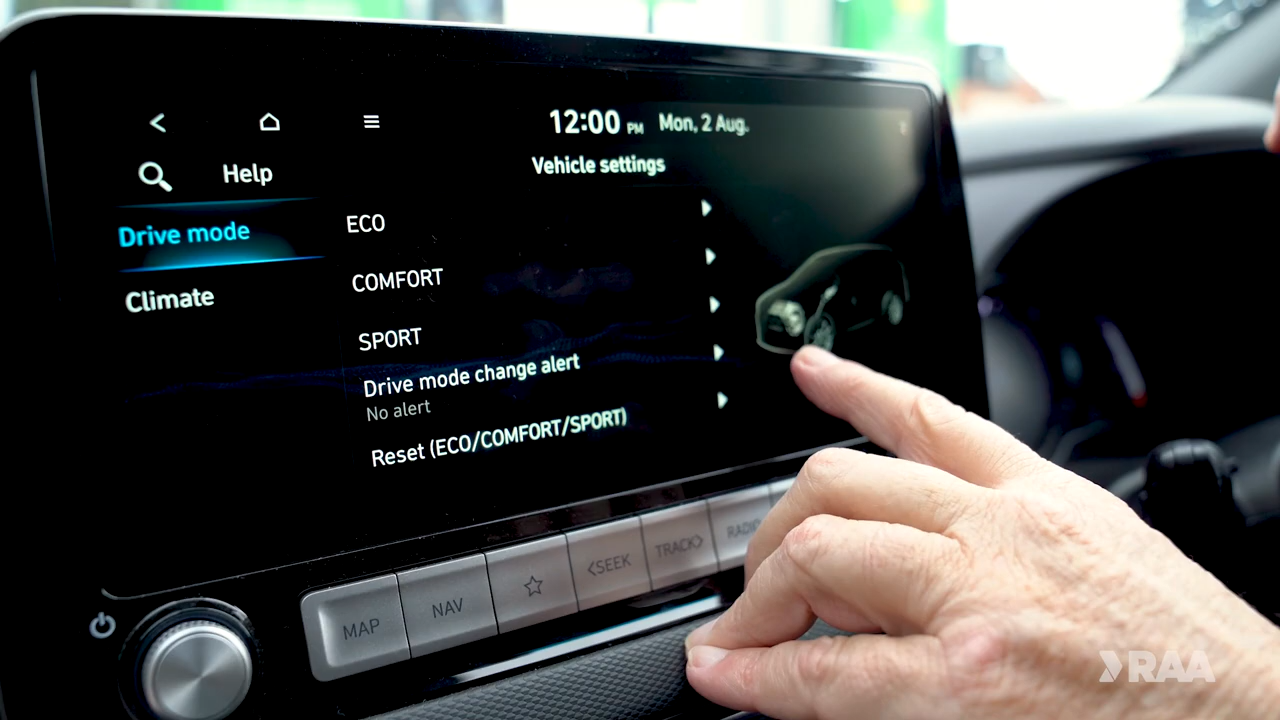 12:00 PM Mon, 2 Aug.
Help
Vehicle settings
Drive mode
Climate
ECO
COMFORT
SPORT
Drive mode change alert
No alert
Reset (ECO/COMFORT/SPORT)
MAP
NAV
<SEEK
TRACK>
RADIO
RAA